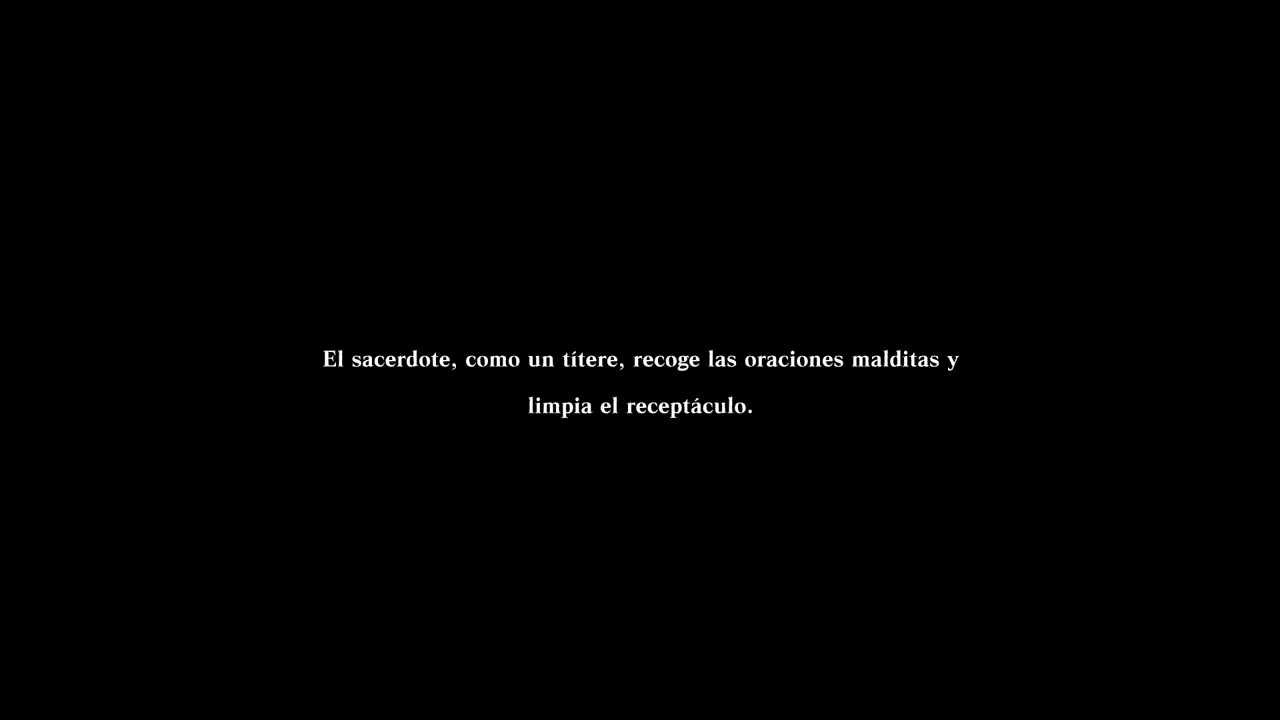 El sacerdote, como un títere, recoge las oraciones malditas y
limpia el receptáculo.